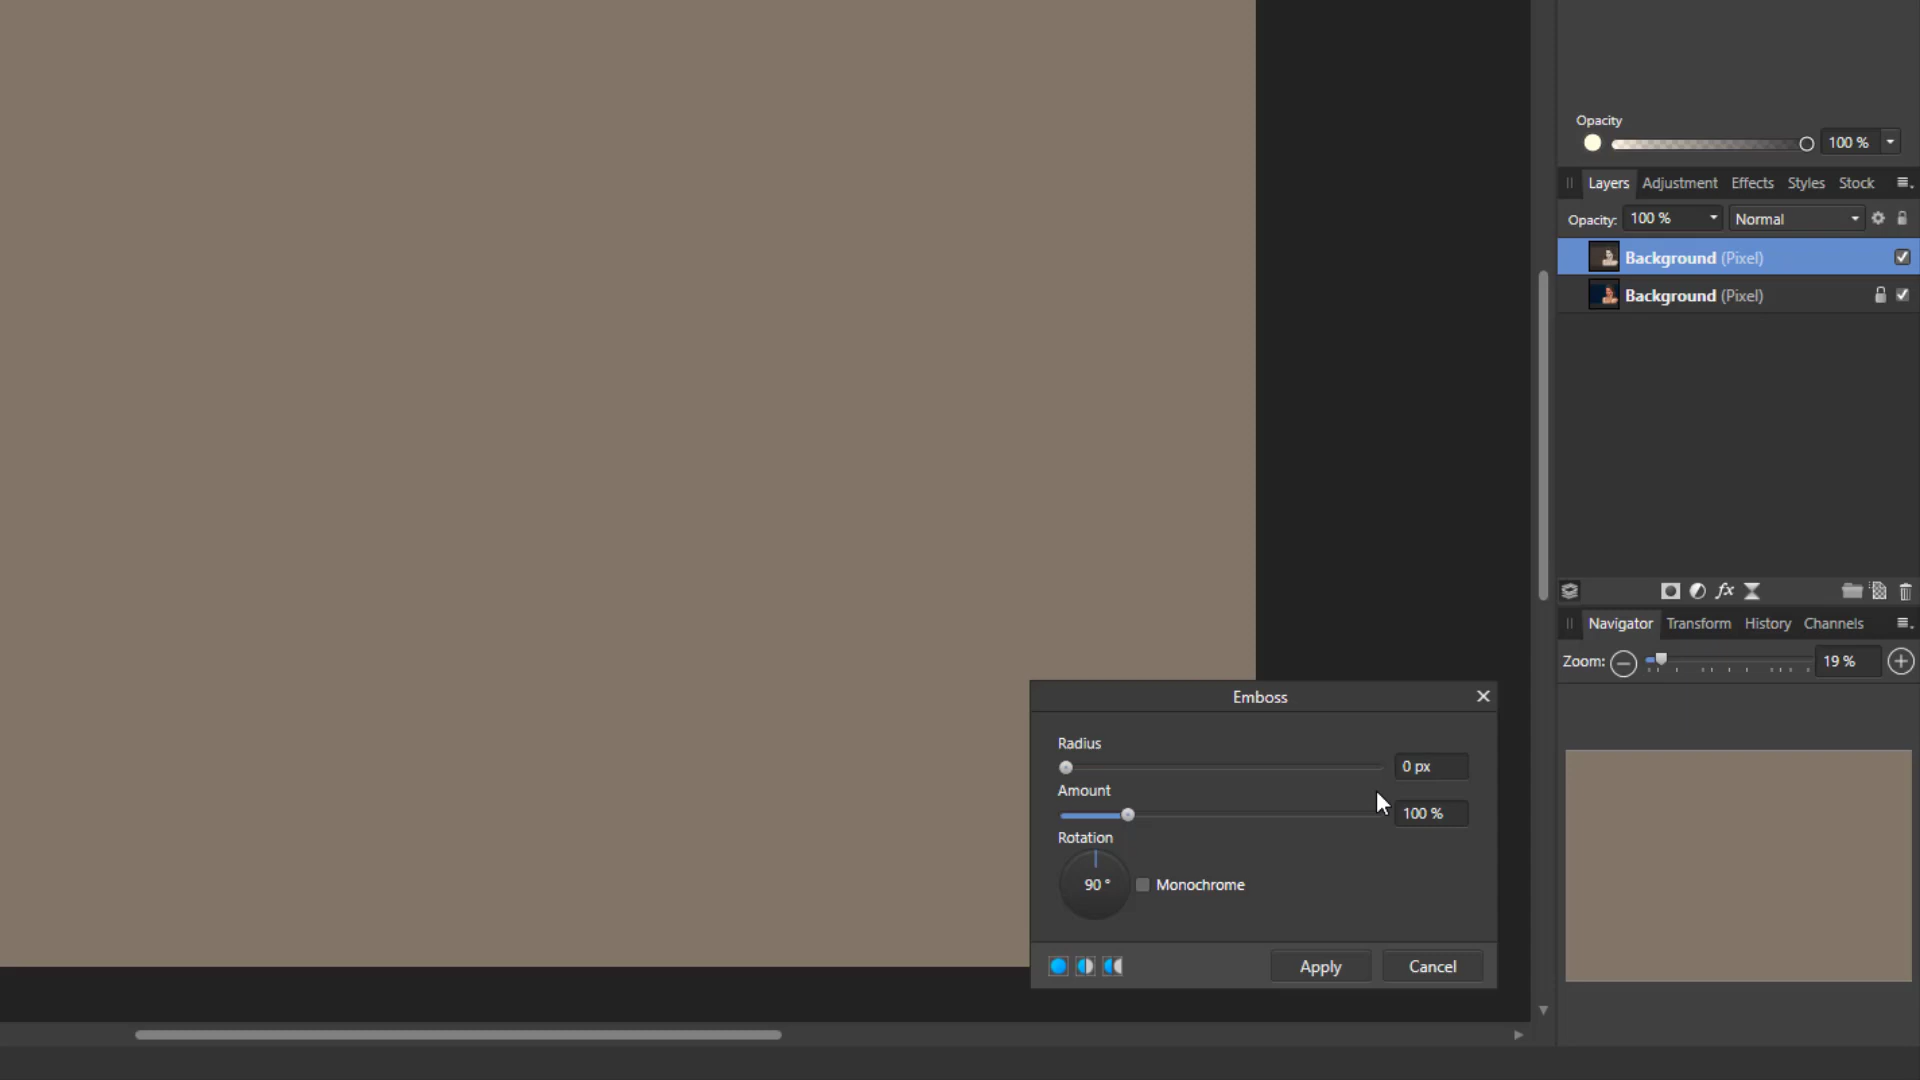 Opacity
100 %
Layers Adjustment Effects Styles Stock
Opacity: 100 % Normal
Background (Pixel)
Background (Pixel)
fx
Navigator Transform History Channels
Zoom: 19 %
Emboss
Radius
0 px
Amount
100 %
Rotation
90 ° Monochrome
Apply Cancel